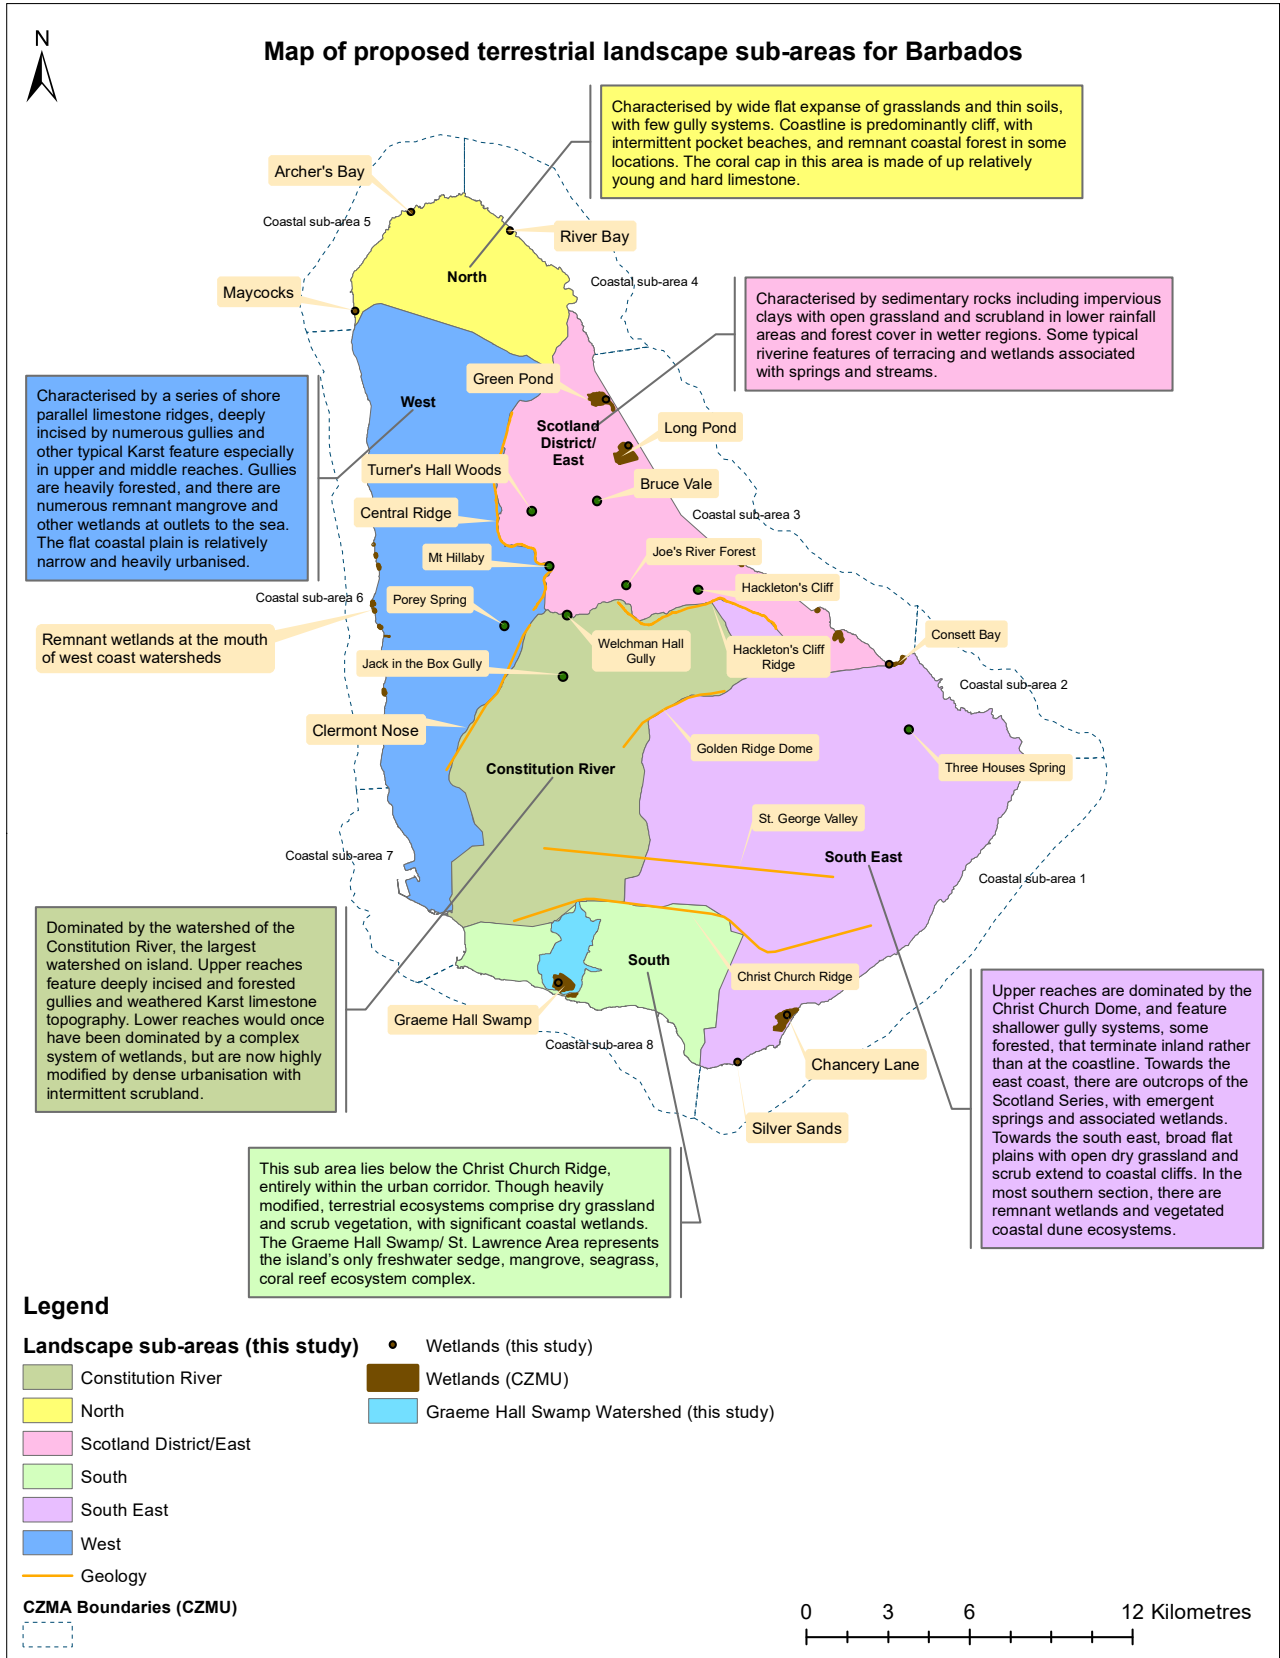 N
Map of proposed terrestrial landscape sub-areas for Barbados
Characterised by wide flat expanse of grasslands and thin soils,
with few gully systems. Coastline is predominantly cliff, with
intermittent pocket beaches, and remnant coastal forest in some
locations. The coral cap in this area is made of up relatively
young and hard limestone.
Archer's Bay
Coastal sub-area 5
River Bay
North
Coastal sub-area 4
Maycocks
Characterised by sedimentary rocks including impervious
clays with open grassland and scrubland in lower rainfall
areas and forest cover in wetter regions. Some typical
riverine features of terracing and wetlands associated
with springs and streams.
Green Pond
Characterised by a series of shore
parallel limestone ridges, deeply
incised by numerous gullies and
other typical Karst feature especially
in upper and middle reaches. Gullies
are heavily forested, and there are
numerous remnant mangrove and
other wetlands at outlets to the sea.
The flat coastal plain is relatively
narrow and heavily urbanised.
West
Scotland
District/
East
Long Pond
Turner's Hall Woods
Bruce Vale
Central Ridge
Coastal sub-area 3
Mt Hillaby
Joe's River Forest
Hackleton's Cliff
Coastal sub-area 6
Porey Spring
Remnant wetlands at the mouth
of west coast watersheds
Welchman Hall
Gully
Hackleton's Cliff
Ridge
Consett Bay
Jack in the Box Gully
Coastal sub-area 2
Clermont Nose
Golden Ridge Dome
Three Houses Spring
Constitution River
St. George Valley
South East
Coastal sub-area 7
Coastal sub-area 1
Dominated by the watershed of the
Constitution River, the largest
watershed on island. Upper reaches
feature deeply incised and forested
gullies and weathered Karst limestone
topography. Lower reaches would once
have been dominated by a complex
system of wetlands, but are now highly
modified by dense urbanisation with
intermittent scrubland.
South
Christ Church Ridge
Graeme Hall Swamp
Coastal sub-area 8
Chancery Lane
Silver Sands
Upper reaches are dominated by the
Christ Church Dome, and feature
shallower gully systems, some
forested, that terminate inland rather
than at the coastline. Towards the
east coast, there are outcrops of the
Scotland Series, with emergent
springs and associated wetlands.
Towards the south east, broad flat
plains with open dry grassland and
scrub extend to coastal cliffs. In the
most southern section, there are
remnant wetlands and vegetated
coastal dune ecosystems.
This sub area lies below the Christ Church Ridge,
entirely within the urban corridor. Though heavily
modified, terrestrial ecosystems comprise dry grassland
and scrub vegetation, with significant coastal wetlands.
The Graeme Hall Swamp/ St. Lawrence Area represents
the island's only freshwater sedge, mangrove, seagrass,
coral reef ecosystem complex.
Legend
Landscape sub-areas (this study)
Constitution River
North
Scotland District/East
South
South East
West
Geology
CZMA Boundaries (CZMU)
Wetlands (this study)
Wetlands (CZMU)
Graeme Hall Swamp Watershed (this study)
0 3 6 12 Kilometres